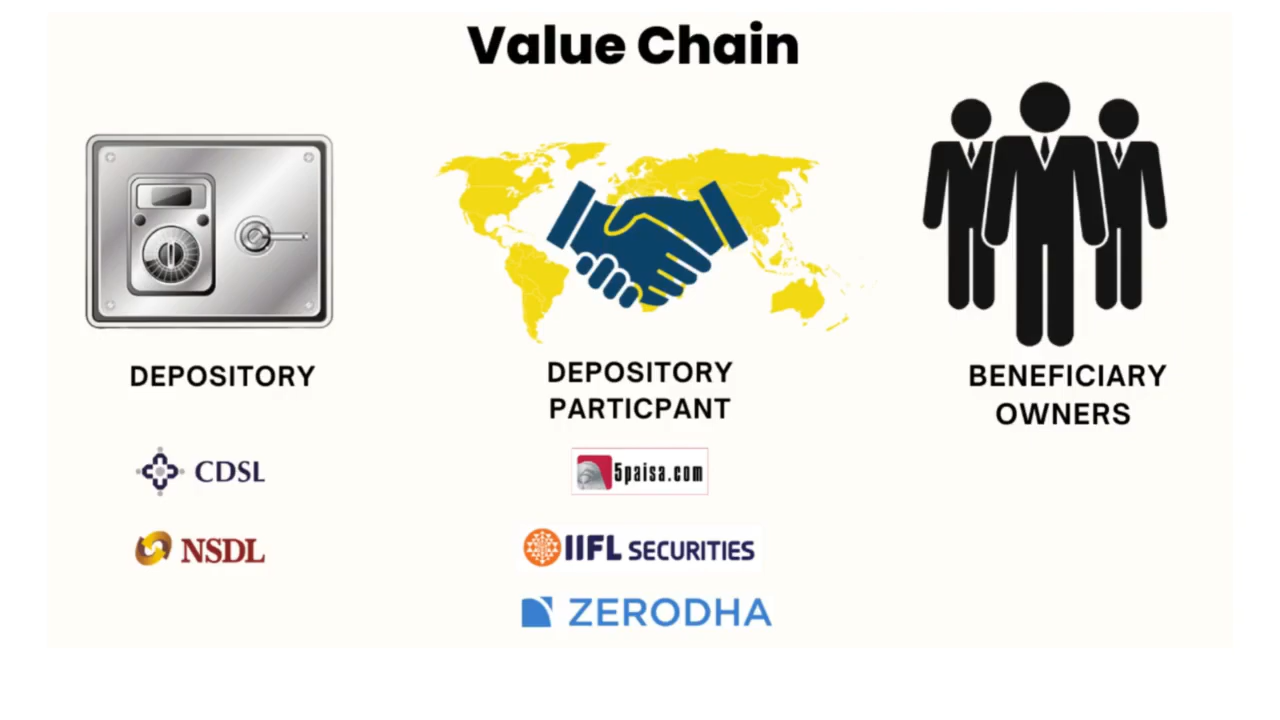 Value Chain
DEPOSITORY
CDSL
NSDL
DEPOSITORY
PARTICPANT
5paisa.com
IIFL SECURITIES
ZERODHA
BENEFICIARY
OWNERS